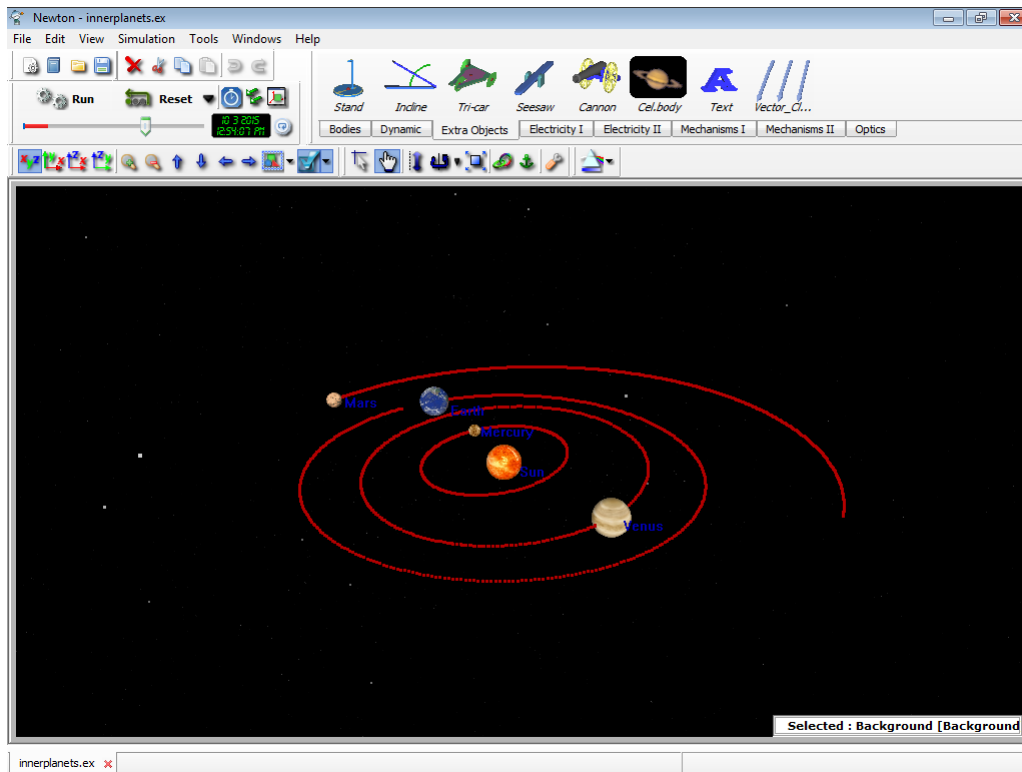 Newton - innerplanets.ex
File Edit View Simulation Tools Windows Help
Run Reset
10 3 2015
12:54:07 PM
Stand Incline Tri-car Seesaw Cannon Cel.body Text Vector_Cl...
Bodies Dynamic Extra Objects Electricity I Electricity II Mechanisms I Mechanisms II Optics
Mars
Earth
Mercury
Sun
Venus
Selected : Background [Background
innerplanets.ex